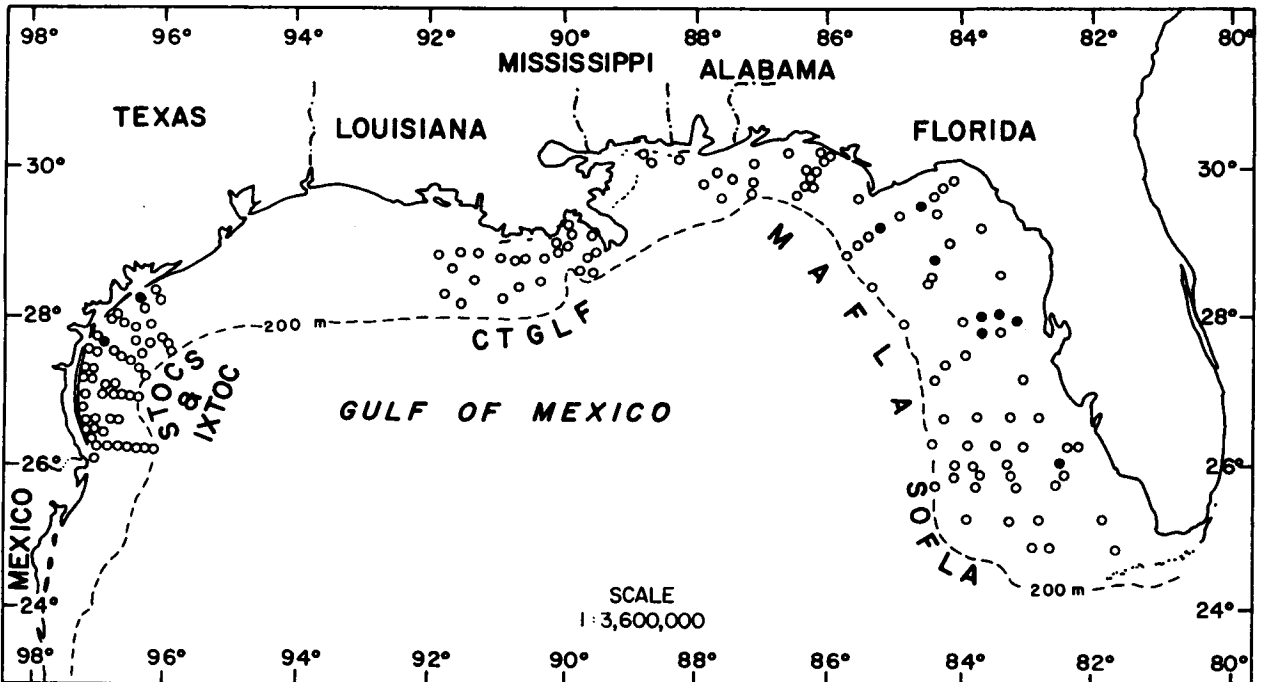 98° 96° 94° 92° 90° 88° 86° 84° 82° 80°
MISSISSIPPI ALABAMA
TEXAS LOUISIANA FLORIDA
30° 30°
MAFLA
28° 28°
200 m
CTGLF
STOCS
&
IXTOC
GULF OF MEXICO
26° 26°
SOFLA
MEXICO
200 m
SCALE
1:3,600,000
24° 24°
98° 96° 94° 92° 90° 88° 86° 84° 82° 80°